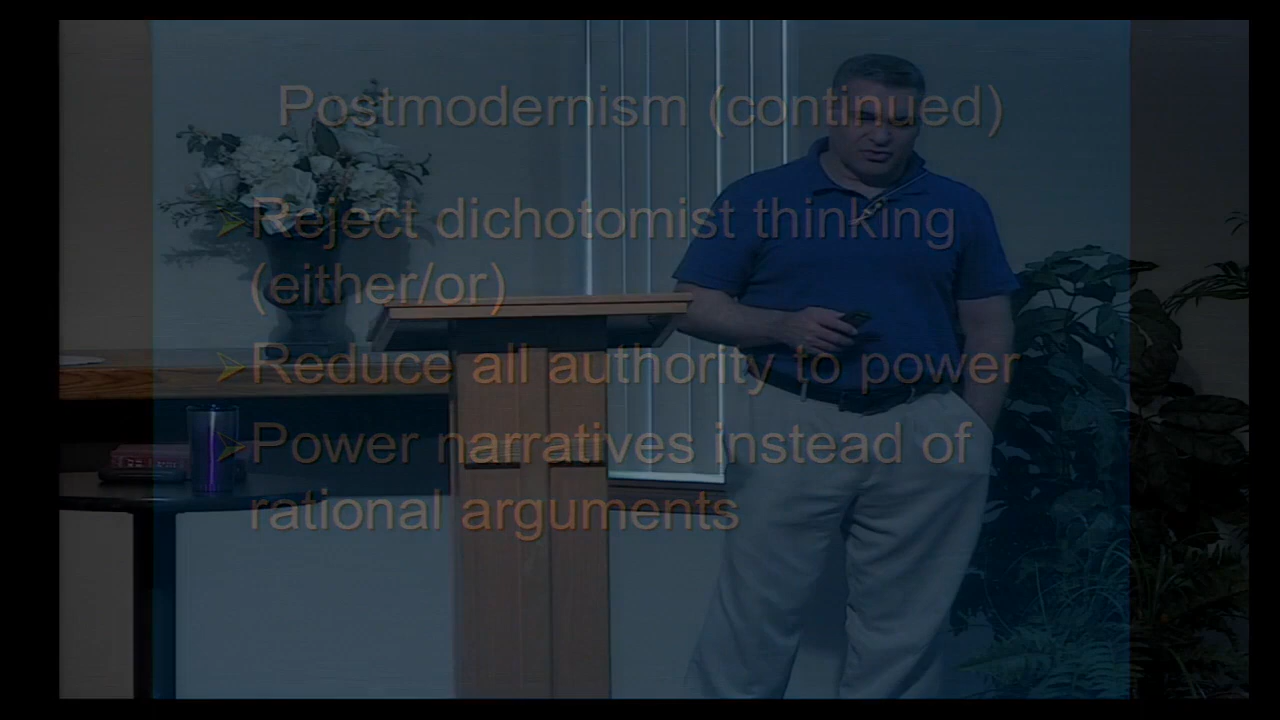 Postmodernism (continued)
Reject dichotomist thinking
(either/or)
Reduce all authority to power
Power narratives instead of
rational arguments